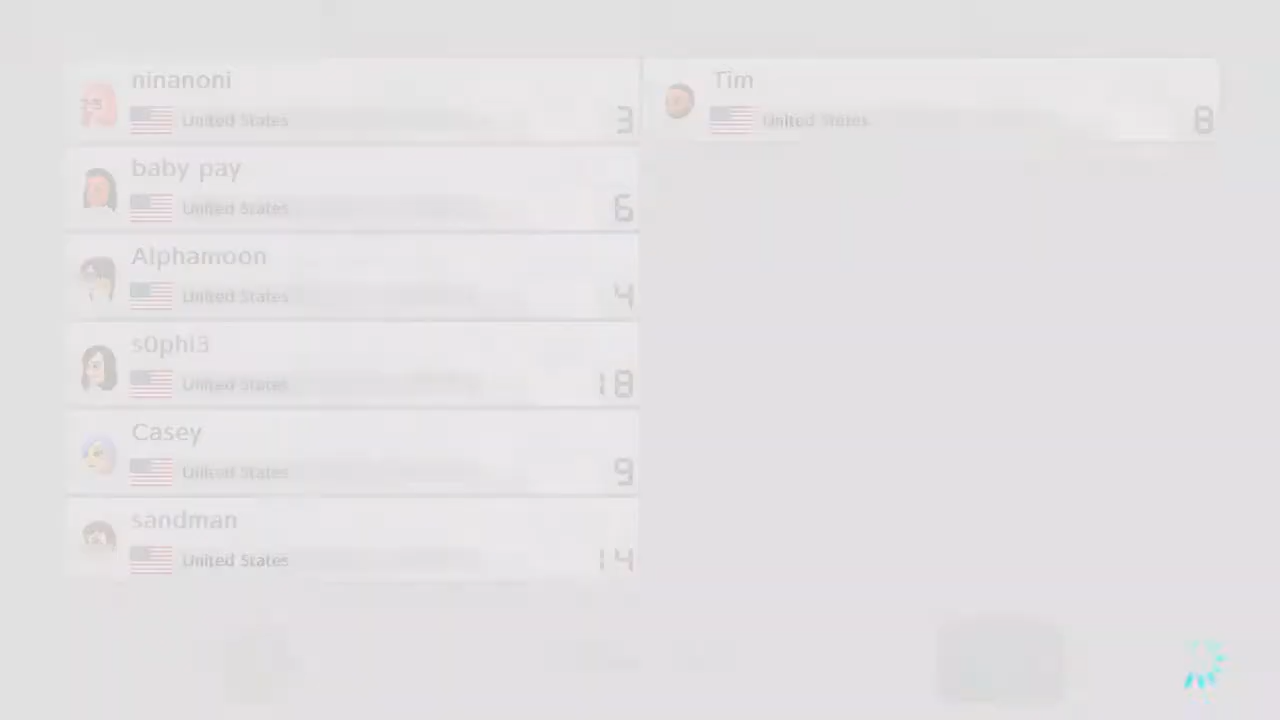 ninanoni
United States
3
baby pay
United States
6
Alphamoon
United States
4
s0phi3
United States
18
Casey
United States
9
sandman
United States
14
Tim
United States
8